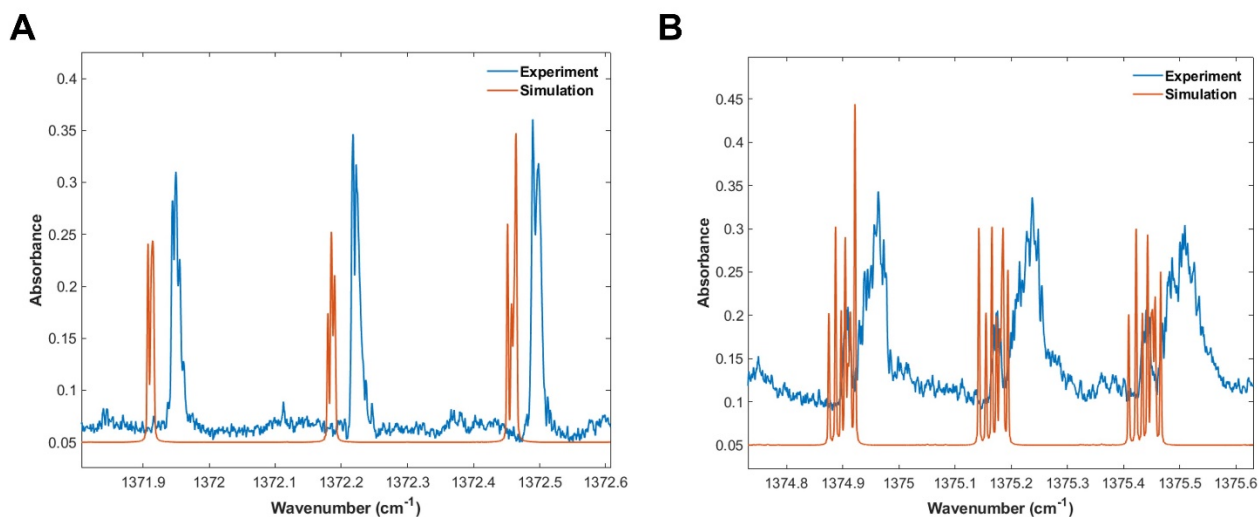 A
Experiment
Simulation
0.4
0.35
0.3
0.25
0.2
0.15
0.1
0.05
Absorbance
1371.9 1372 1372.1 1372.2 1372.3 1372.4 1372.5 1372.6
Wavenumber (cm⁻¹)
B
Experiment
Simulation
0.45
0.4
0.35
0.3
0.25
0.2
0.15
0.1
0.05
Absorbance
1374.8 1374.9 1375 1375.1 1375.2 1375.3 1375.4 1375.5 1375.6
Wavenumber (cm⁻¹)